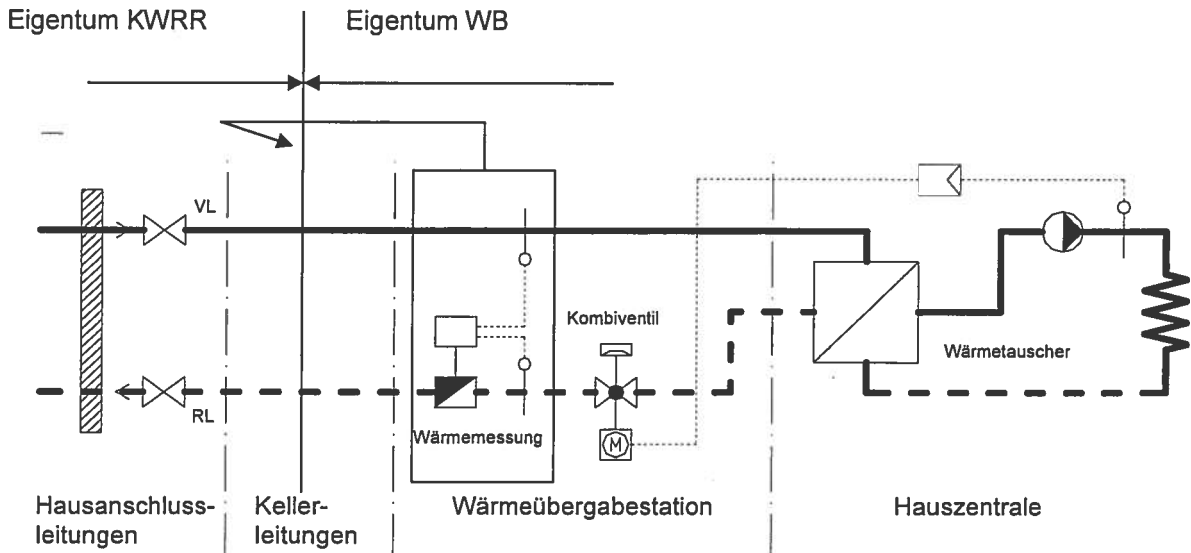 Eigentum KWRR
Eigentum WB
VL
Kombiventil
Wärmetauscher
RL
Wärmemessung
M
Hausanschluss-
leitungen
Keller-
leitungen
Wärmeübergabestation
Hauszentrale